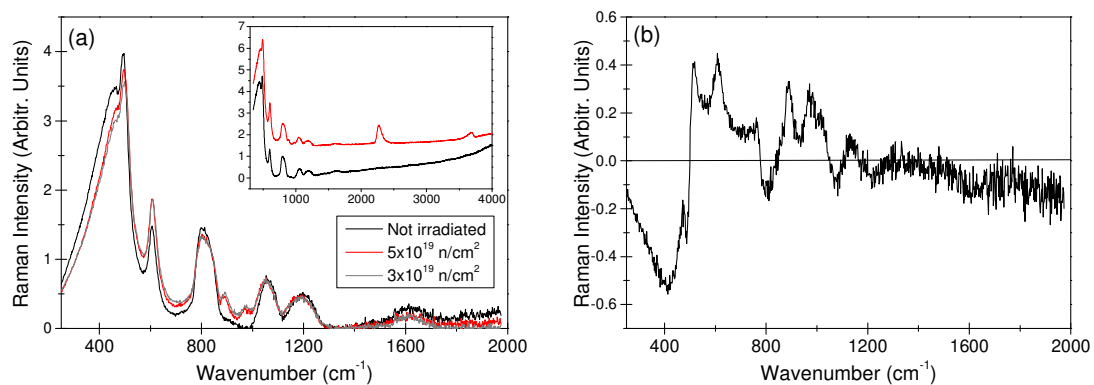 (a)
Raman Intensity (Arbitr. Units)
4
3
2
1
0
7
6
5
4
3
2
1
0
1000 2000 3000 4000
Not irradiated
5x10¹⁹ n/cm²
3x10¹⁹ n/cm²
400 800 1200 1600 2000
Wavenumber (cm⁻¹)
(b)
Raman Intensity (Arbitr. Units)
0.6
0.4
0.2
0.0
-0.2
-0.4
-0.6
400 800 1200 1600 2000
Wavenumber (cm⁻¹)